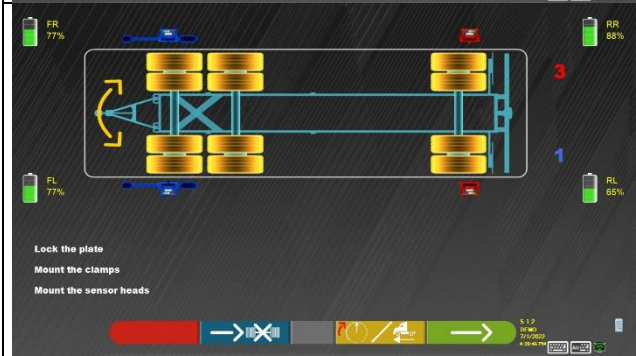 FR
77%
RR
88%
3
1
FL
77%
RL
65%
Lock the plate
Mount the clamps
Mount the sensor heads
S 1 2
DEMO
7/1/2022